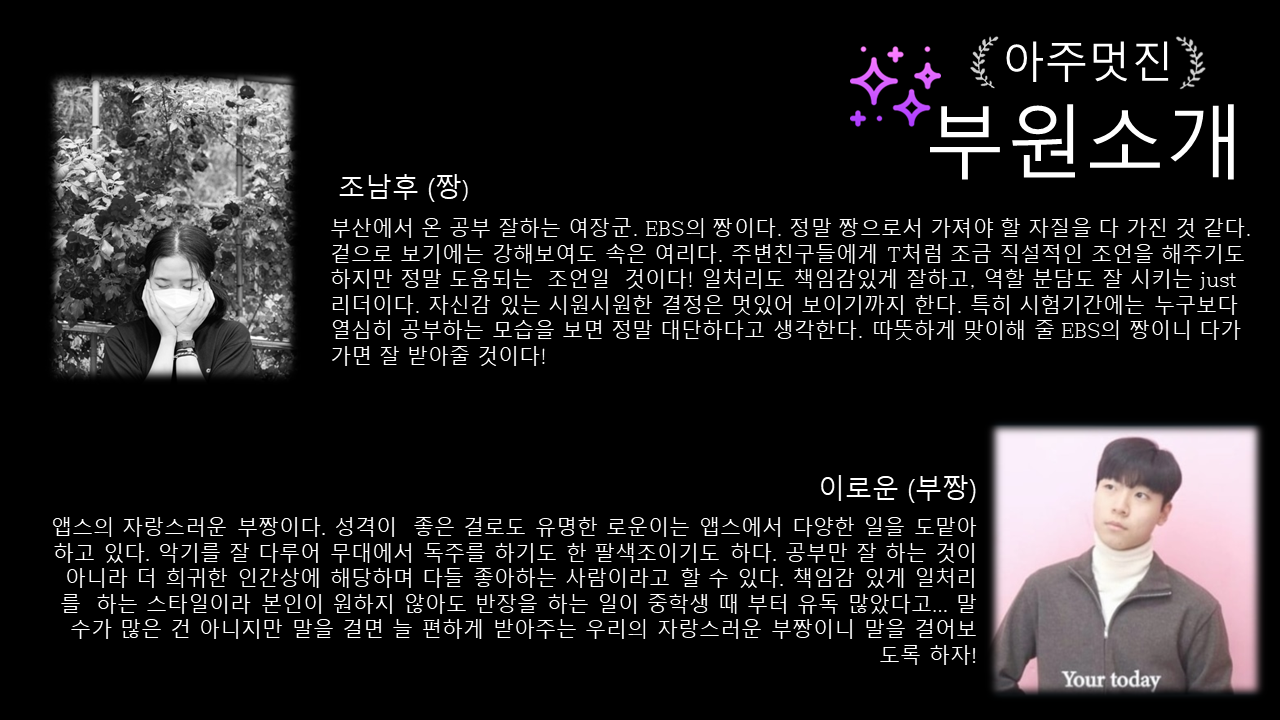 아주멋진
부원소개
조남후 (짱)
부산에서 온 공부 잘하는 여장군. EBS의 짱이다. 정말 짱으로서 가져야 할 자질을 다 가진 것 같다.
겉으로 보기에는 강해보여도 속은 여리다. 주변친구들에게 T처럼 조금 직설적인 조언을 해주기도
하지만 정말 도움되는 조언일 것이다! 일처리도 책임감있게 잘하고, 역할 분담도 잘 시키는 just
리더이다. 자신감 있는 시원시원한 결정은 멋있어 보이기까지 한다. 특히 시험기간에는 누구보다
열심히 공부하는 모습을 보면 정말 대단하다고 생각한다. 따뜻하게 맞이해 줄 EBS의 짱이니 다가
가면 잘 받아줄 것이다!
이로운 (부짱)
앱스의 자랑스러운 부짱이다. 성격이 좋은 걸로도 유명한 로운이는 앱스에서 다양한 일을 도맡아
하고 있다. 악기를 잘 다루어 무대에서 독주를 하기도 한 팔색조이기도 하다. 공부만 잘 하는 것이
아니라 더 희귀한 인간상에 해당하며 다들 좋아하는 사람이라고 할 수 있다. 책임감 있게 일처리
를 하는 스타일이라 본인이 원하지 않아도 반장을 하는 일이 중학생 때 부터 유독 많았다고... 말
수가 많은 건 아니지만 말을 걸면 늘 편하게 받아주는 우리의 자랑스러운 부짱이니 말을 걸어보
도록 하자!
Your today